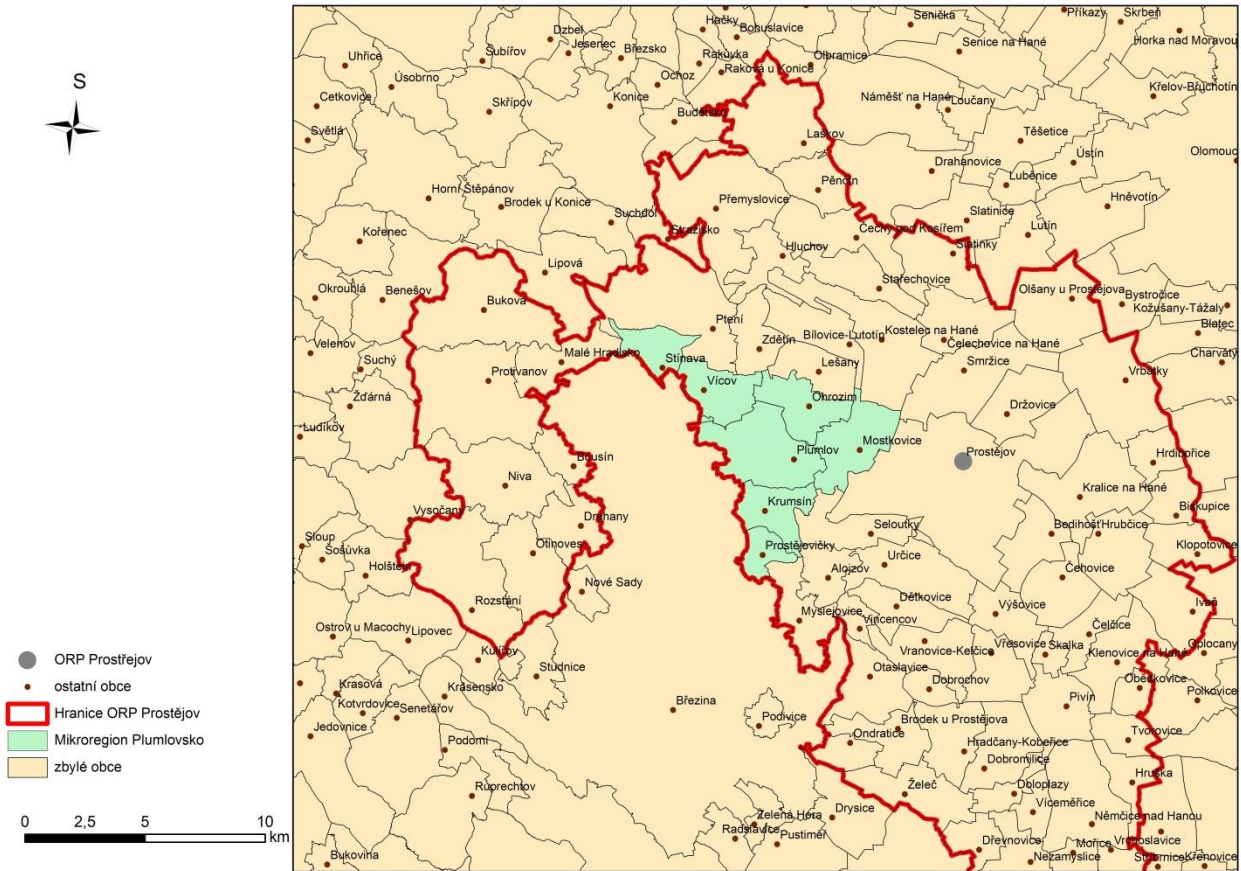 S
ORP Prostřejov
ostatní obce
Hranice ORP Prostějov
Mikroregion Plumlovsko
zbylé obce
0 2,5 5 10
km
Hačky
Bohuslavice
Senička
Příkazy
Skrbeň
Dzbel
Jesenec
Šubířov
Březsko
Rakůvka
Olbramice
Senice na Hané
Horka nad Moravou
Uhřice
Úsobrno
Ochoz
Raková u Konice
Cetkovice
Skřípov
Konice
Náměšť na Hané
Loučany
Křelov-Břuchotín
Světlá
Budětsko
Laškov
Těšetice
Ústín
Olomouc
Drahanovice
Luběnice
Horní Štěpánov
Brodek u Konice
Pěnčín
Přemyslovice
Hněvotín
Suchdol
Slatinice
Lutín
Kořenec
Stražisko
Čechy pod Kosířem
Hluchov
Slatinky
Lipová
Okrouhlá
Benešov
Buková
Stařechovice
Olšany u Prostějova
Bystročice
Kožušany-Tážaly
Ptení
Blatec
Velenov
Malé Hradisko
Zdětín
Bílovice-Lutotín
Kostelec na Hané
Čelechovice na Hané
Suchý
Stínava
Lešany
Smržice
Charváty
Protivanov
Vícov
Vrbátky
Žďárná
Ohrozim
Držovice
Ludíkov
Mostkovice
Plumlov
Prostějov
Bousín
Hrdibořice
Niva
Kralice na Hané
Vysočany
Krumsín
Biskupice
Drahany
Seloutky
Bedihošť
Hrubčice
Sloup
Šošůvka
Otinoves
Prostějovičky
Klopotovice
Holštejn
Určice
Alojzov
Čehovice
Nové Sady
Rozstání
Dětkovice
Výšovice
Ivaň
Myslejovice
Vincencov
Ostrov u Macochy
Lipovec
Čelčice
Vranovice-Kelčice
Vřesovice
Skalka
Klenovice na Hané
Oplocany
Kulířov
Studnice
Otaslavice
Dobrochov
Obědkovice
Krasová
Krásensko
Polkovice
Kotvrdovice
Senetářov
Březina
Pivín
Jedovnice
Podivice
Brodek u Prostějova
Podomí
Ondratice
Hradčany-Kobeřice
Tvorovice
Dobromilice
Ruprechtov
Želeč
Doloplazy
Hruška
Víceměřice
Zelená Hora
Drysice
Němčice nad Hanou
Radslavice
Pustiměř
Bukovina
Dřevnovice
Nezamyslice
Mořice
Vrchoslavice
Stříbrnice
Křenovice